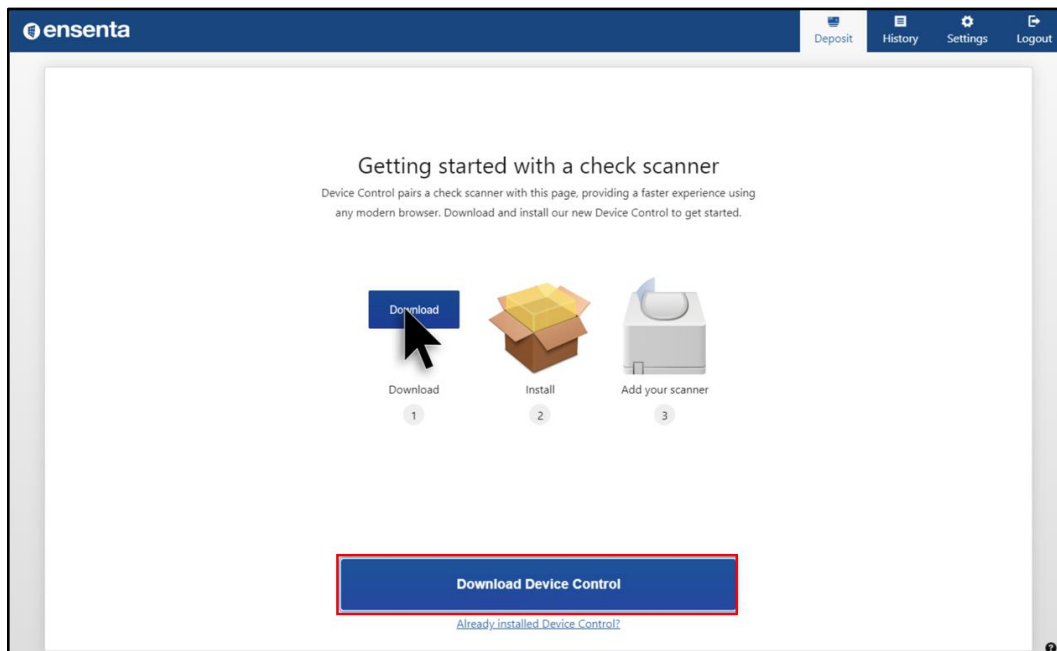 ensenta
Deposit
History
Settings
Logout
Getting started with a check scanner
Device Control pairs a check scanner with this page, providing a faster experience using
any modern browser. Download and install our new Device Control to get started.
Download
Download
Install
Add your scanner
1
2
3
Download Device Control
Already installed Device Control?
?